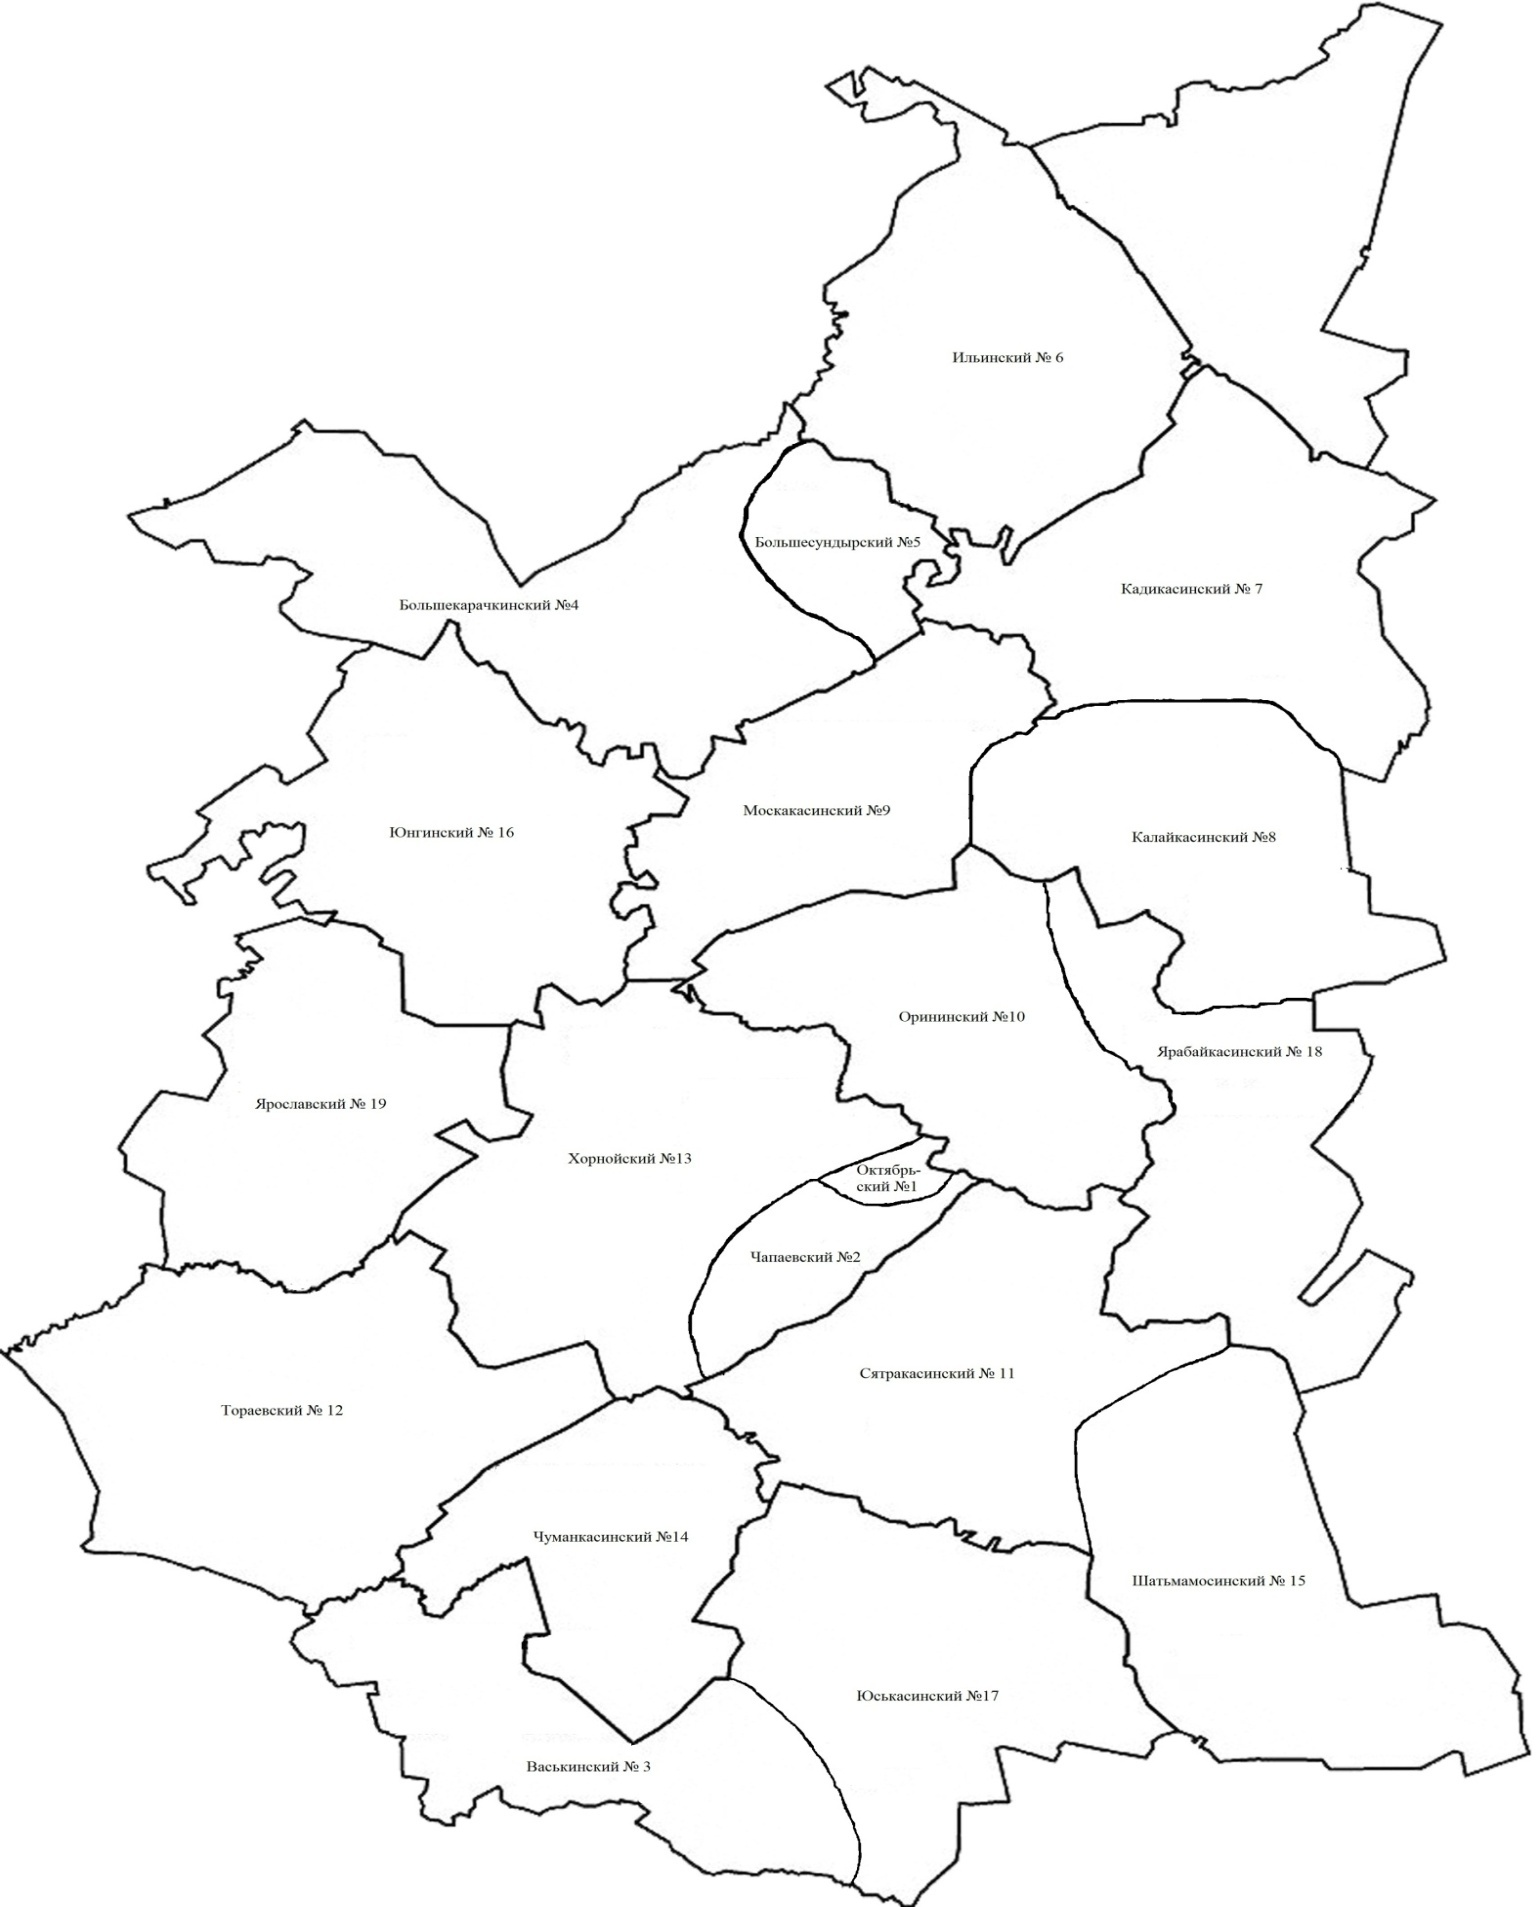 Ильинский № 6
Большесундырский №5
Кадикасинский № 7
Большекарачкинский №4
Москакасинский №9
Юнгинский № 16
Калайкасинский №8
Орининский №10
Ярабайкасинский № 18
Ярославский № 19
Хорнойский №13
Октябрь-
ский №1
Чапаевский №2
Сятракасинский № 11
Тораевский № 12
Чуманкасинский №14
Шатьмамосинский № 15
Юськасинский №17
Васькинский № 3